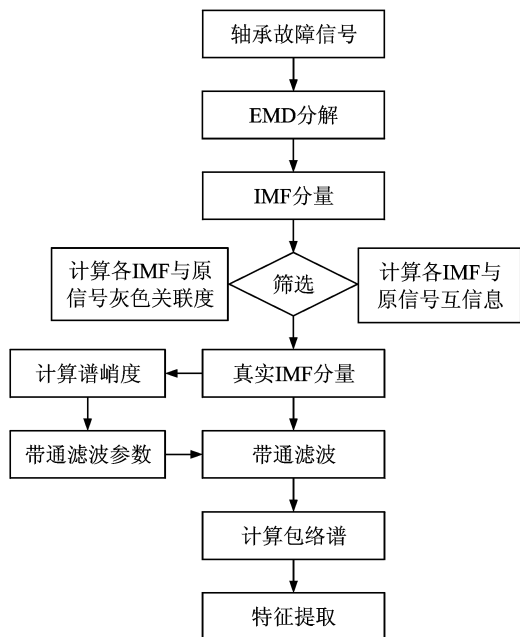 轴承故障信号
EMD分解
IMF分量
计算各IMF与原
信号灰色关联度
筛选
计算各IMF与
原信号互信息
计算谱峭度
真实IMF分量
带通滤波参数
带通滤波
计算包络谱
特征提取